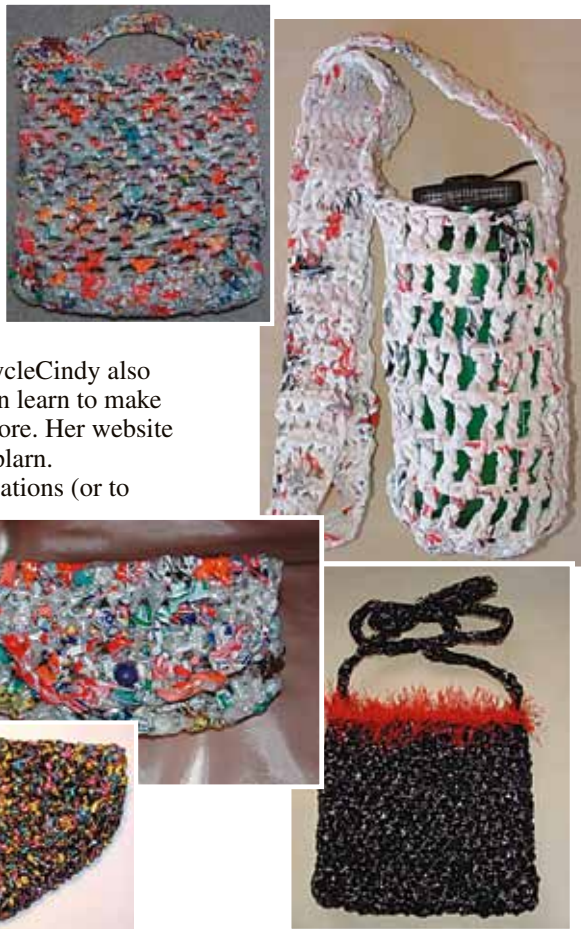 ycleCindy also
n learn to make
ore. Her website
plarn.
ations (or to